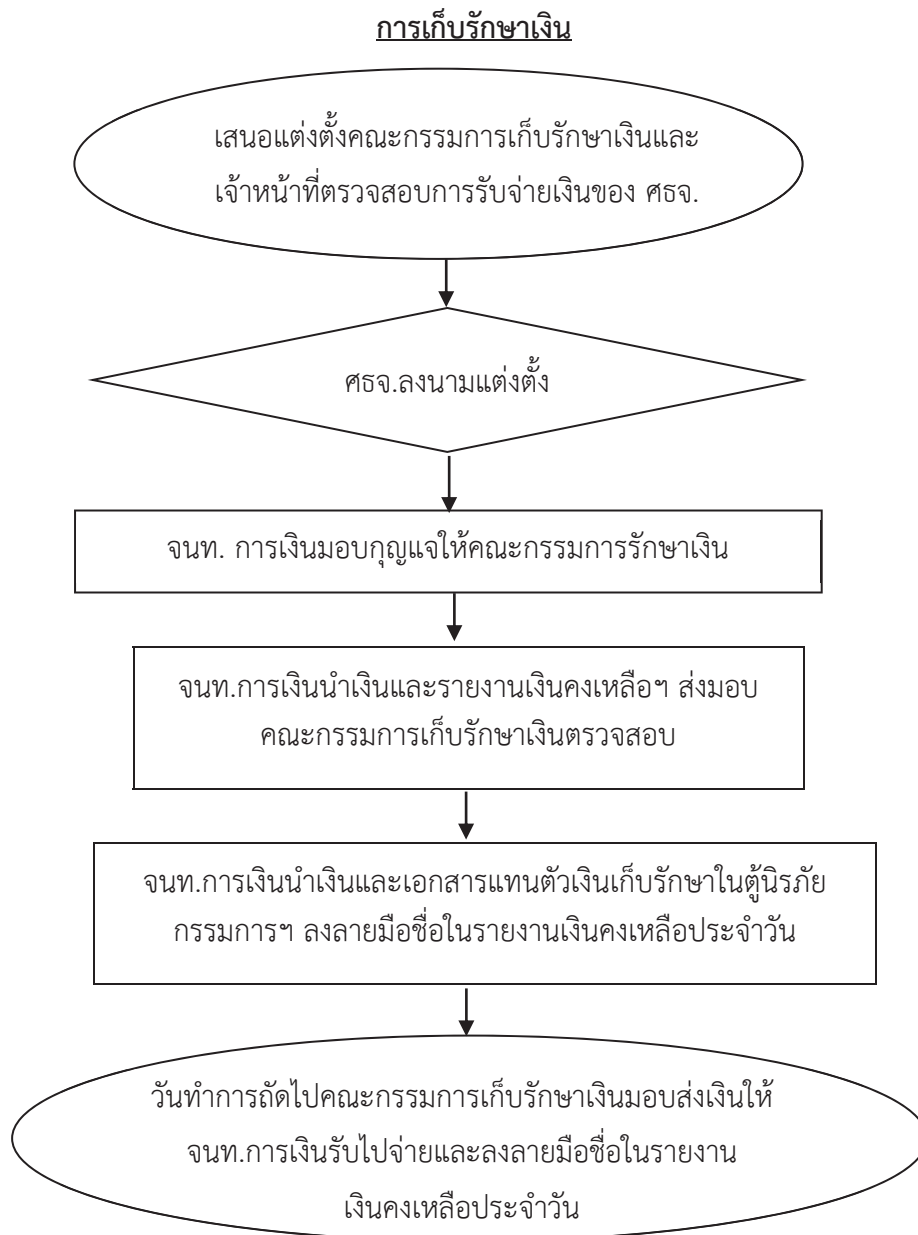 การเก็บรักษาเงิน
เสนอแต่งตั้งคณะกรรมการเก็บรักษาเงินและ
เจ้าหน้าที่ตรวจสอบการรับจ่ายเงินของ ศธจ.
ศธจ.ลงนามแต่งตั้ง
จนท. การเงินมอบกุญแจให้คณะกรรมการรักษาเงิน
จนท.การเงินนำเงินและรายงานเงินคงเหลือฯ ส่งมอบ
คณะกรรมการเก็บรักษาเงินตรวจสอบ
จนท.การเงินนำเงินและเอกสารแทนตัวเงินเก็บรักษาในตู้นิรภัย
กรรมการฯ ลงลายมือชื่อในรายงานเงินคงเหลือประจำวัน
วันทำการถัดไปคณะกรรมการเก็บรักษาเงินมอบส่งเงินให้
จนท.การเงินรับไปจ่ายและลงลายมือชื่อในรายงาน
เงินคงเหลือประจำวัน